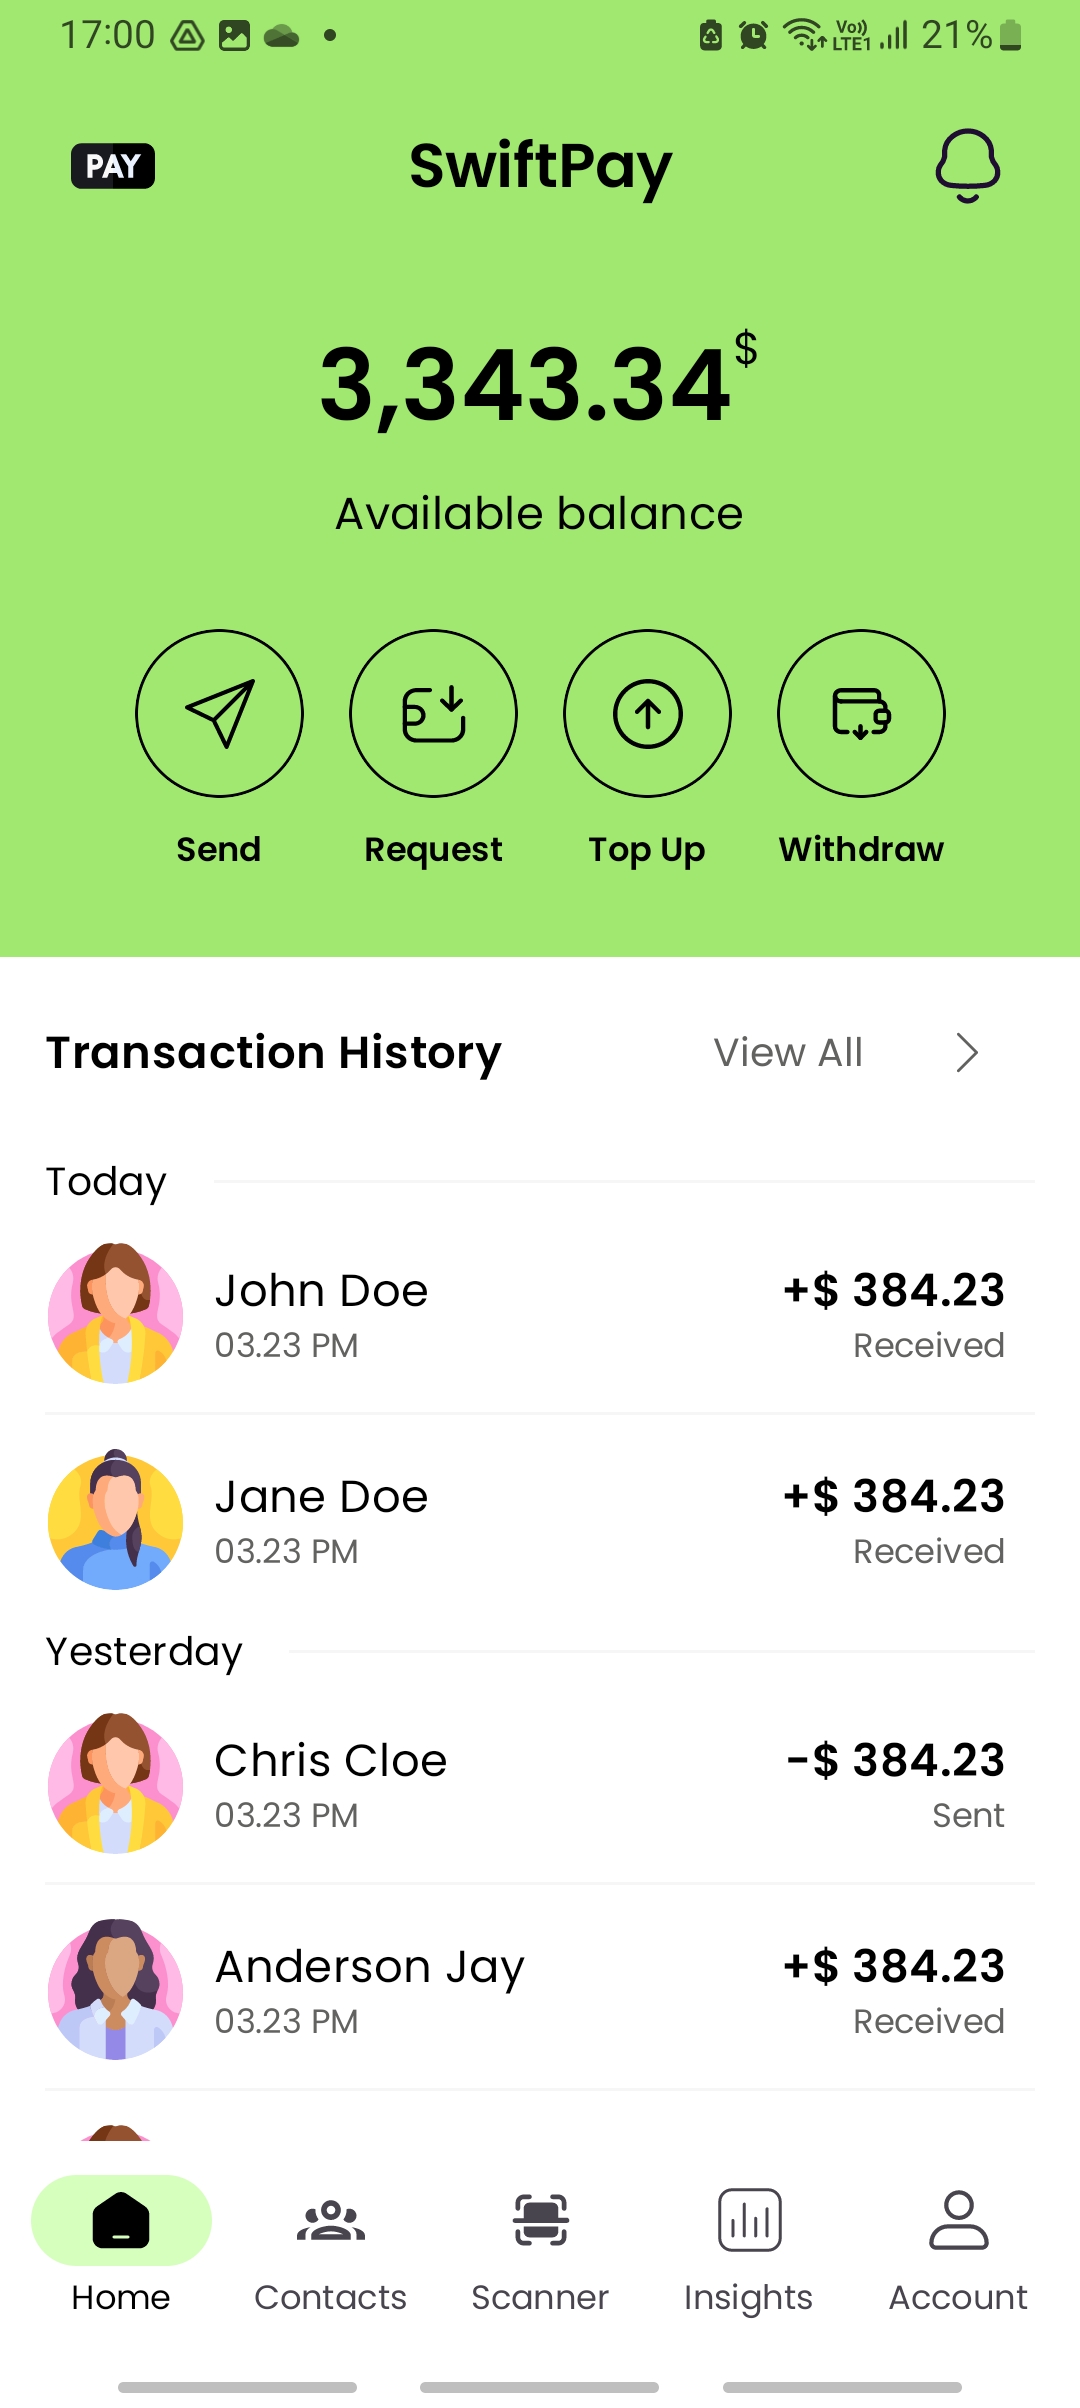 17:00 Vo)) LTE1 21%
PAY SwiftPay
3,343.34$
Available balance
Send Request Top Up Withdraw
Transaction History View All
Today
John Doe +$ 384.23
03.23 PM Received
Jane Doe +$ 384.23
03.23 PM Received
Yesterday
Chris Cloe -$ 384.23
03.23 PM Sent
Anderson Jay +$ 384.23
03.23 PM Received
Home Contacts Scanner Insights Account